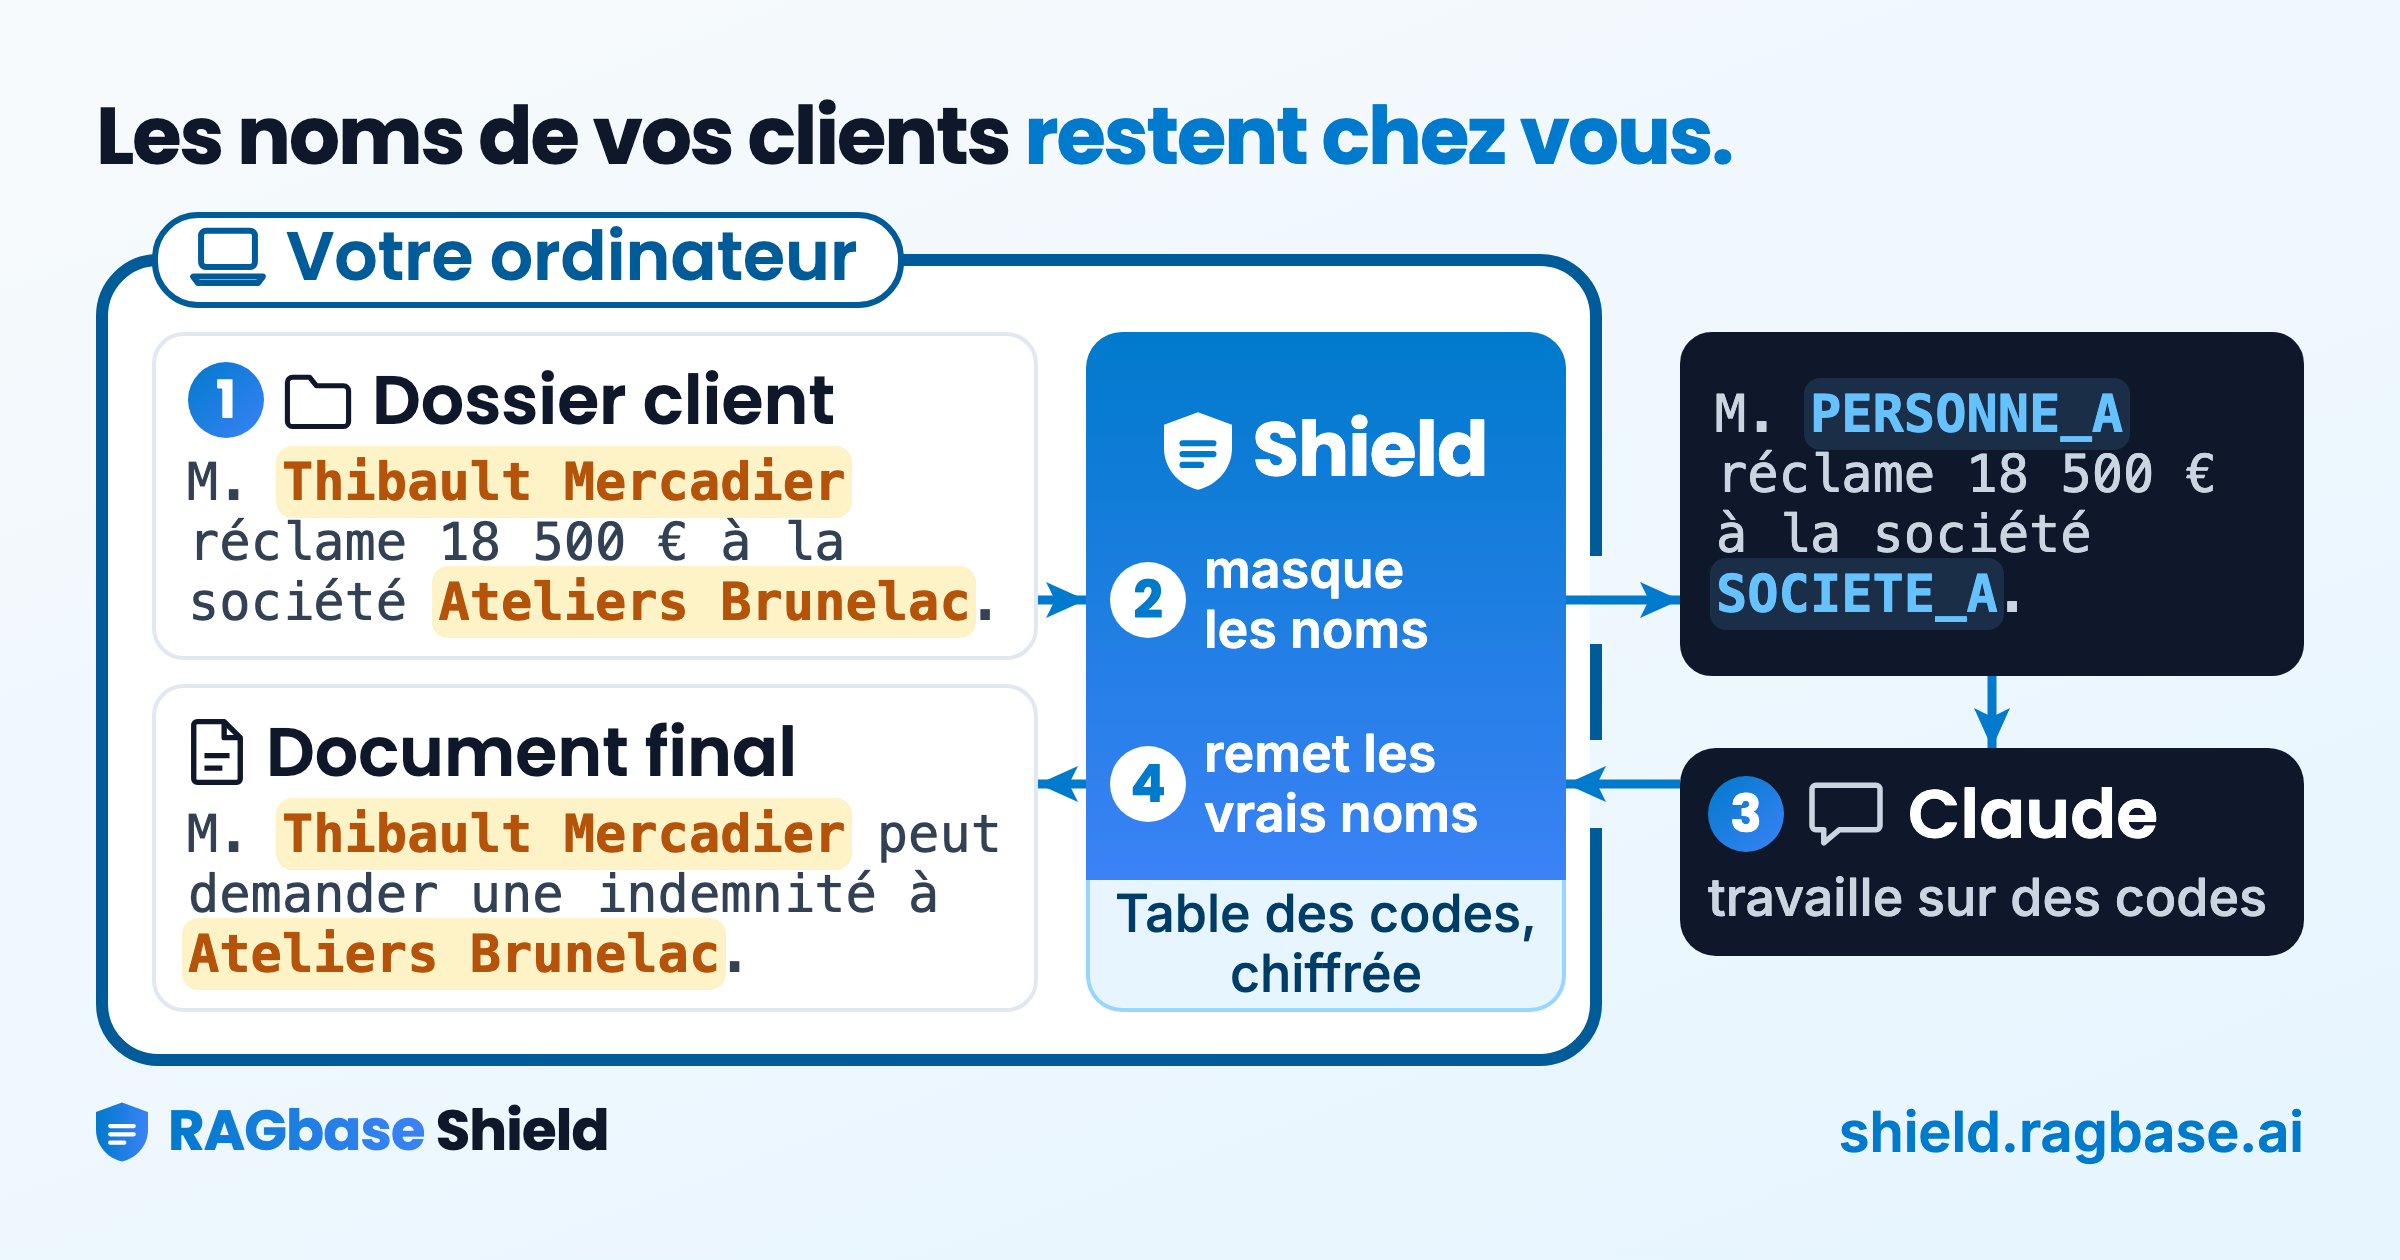 Les noms de vos clients restent chez vous.
Votre ordinateur
1 Dossier client
M. Thibault Mercadier
réclame 18 500 € à la
société Ateliers Brunelac.
Document final
M. Thibault Mercadier peut
demander une indemnité à
Ateliers Brunelac.
Shield
2 masque
les noms
4 remet les
vrais noms
Table des codes,
chiffrée
M. PERSONNE_A
réclame 18 500 €
à la société
SOCIETE_A.
3 Claude
travaille sur des codes
RAGbase Shield
shield.ragbase.ai